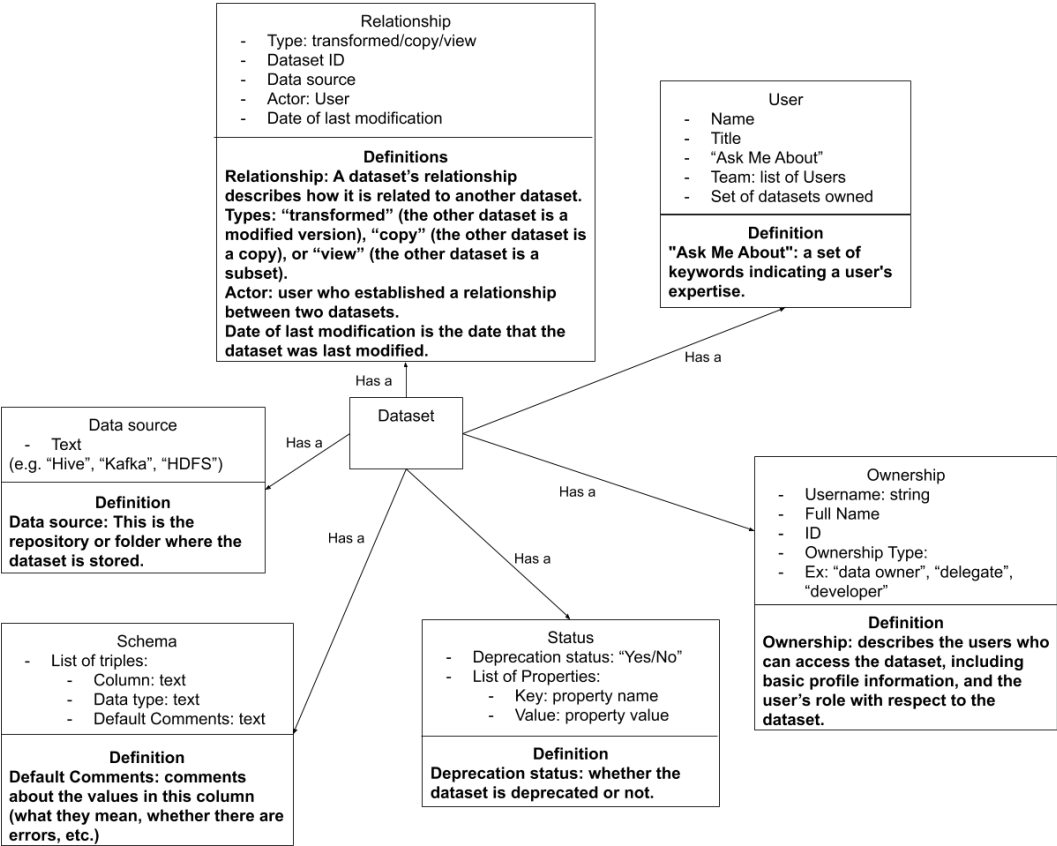 Relationship
- Type: transformed/copy/view
- Dataset ID
- Data source
- Actor: User
- Date of last modification
Definitions
Relationship: A dataset's relationship
describes how it is related to another dataset.
Types: “transformed” (the other dataset is a
modified version), “copy” (the other dataset is
a copy), or “view” (the other dataset is a
subset).
Actor: user who established a relationship
between two datasets.
Date of last modification is the date that the
dataset was last modified.
User
- Name
- Title
- “Ask Me About”
- Team: list of Users
- Set of datasets owned
Definition
"Ask Me About": a set of
keywords indicating a user's
expertise.
Has a
Has a
Dataset
Data source
- Text
(e.g. “Hive”, “Kafka”, “HDFS”)
Definition
Data source: This is the
repository or folder where the
dataset is stored.
Has a
Has a
Has a
Has a
Ownership
- Username: string
- Full Name
- ID
- Ownership Type:
- Ex: “data owner”, “delegate”,
“developer”
Definition
Ownership: describes the users who
can access the dataset, including
basic profile information, and the
user's role with respect to the
dataset.
Schema
- List of triples:
- Column: text
- Data type: text
- Default Comments: text
Definition
Default Comments: comments
about the values in this column
(what they mean, whether there are
errors, etc.)
Status
- Deprecation status: “Yes/No”
- List of Properties:
- Key: property name
- Value: property value
Definition
Deprecation status: whether the
dataset is deprecated or not.